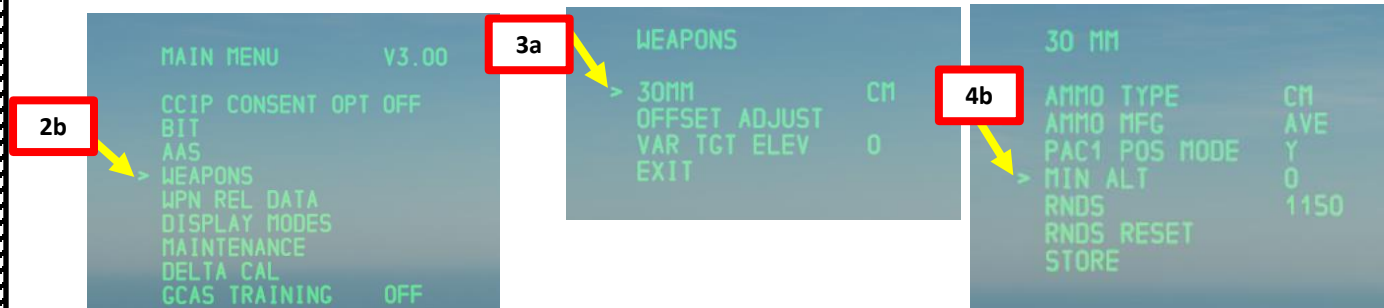 2b
MAIN MENU V3.00
CCIP CONSENT OPT OFF
BIT
AAS
> WEAPONS
WPN REL DATA
DISPLAY MODES
MAINTENANCE
DELTA CAL
GCAS TRAINING OFF
3a
WEAPONS
> 30MM CM
OFFSET ADJUST
VAR TGT ELEV 0
EXIT
4b
30 MM
AMMO TYPE CM
AMMO MFG AVE
PAC1 POS MODE Y
> MIN ALT 0
RNDS 1150
RNDS RESET
STORE